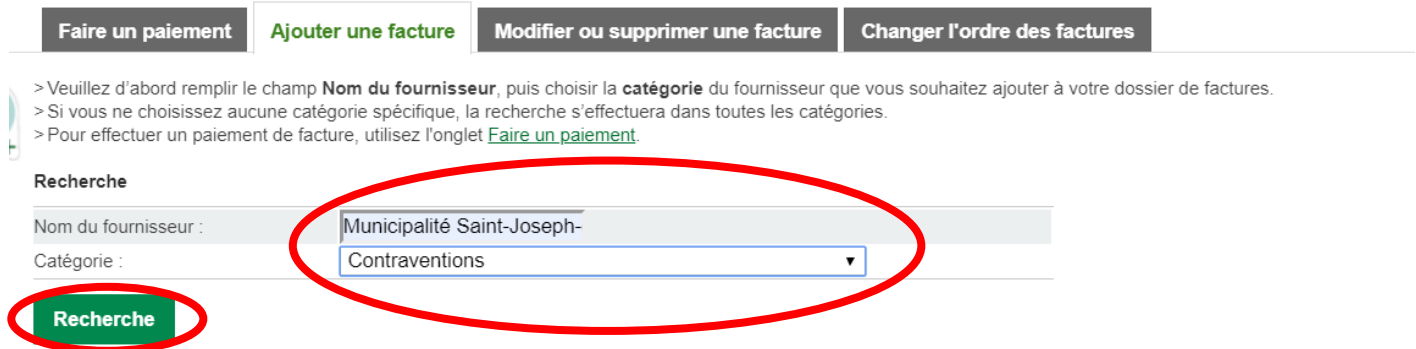 Faire un paiement Ajouter une facture Modifier ou supprimer une facture Changer l'ordre des factures
> Veuillez d’abord remplir le champ Nom du fournisseur, puis choisir la catégorie du fournisseur que vous souhaitez ajouter à votre dossier de factures.
> Si vous ne choisissez aucune catégorie spécifique, la recherche s’effectuera dans toutes les catégories.
> Pour effectuer un paiement de facture, utilisez l'onglet Faire un paiement.
Recherche
Nom du fournisseur : Municipalité Saint-Joseph-
Catégorie : Contraventions
Recherche